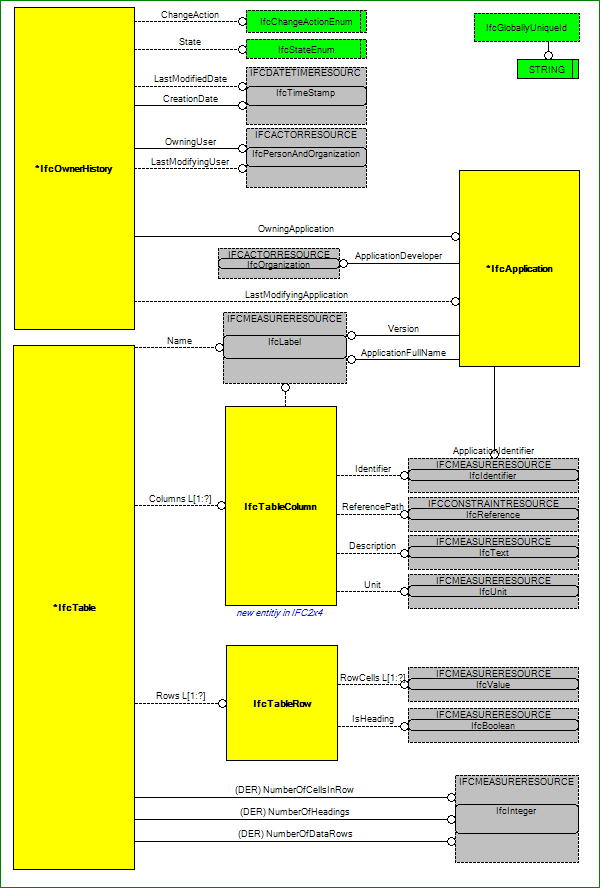 ChangeAction
IfcChangeActionEnum
IfcGloballyUniqueId
State
IfcStateEnum
STRING
IFCDATETIMERESOURC
LastModifiedDate
IfcTimeStamp
CreationDate
IFCACTORRESOURCE
OwningUser
IfcPersonAndOrganization
LastModifyingUser
*IfcOwnerHistory
OwningApplication
IFCACTORRESOURCE
ApplicationDeveloper
IfcOrganization
*IfcApplication
LastModifyingApplication
IFCMEASURERESOURCE
Version
Name
IfcLabel
ApplicationFullName
ApplicationIdentifier
IFCMEASURERESOURCE
Identifier
IfcIdentifier
Columns L[1:?]
IfcTableColumn
ReferencePath
IFCCONSTRAINTRESOURCE
IfcReference
IFCMEASURERESOURCE
Description
IfcText
IFCMEASURERESOURCE
Unit
IfcUnit
*IfcTable
new entitiy in IFC2x4
IFCMEASURERESOURCE
RowCells L[1:?]
IfcValue
Rows L[1:?]
IfcTableRow
IFCMEASURERESOURCE
IsHeading
IfcBoolean
IFCMEASURERESOURCE
(DER) NumberOfCellsInRow
IfcInteger
(DER) NumberOfHeadings
(DER) NumberOfDataRows